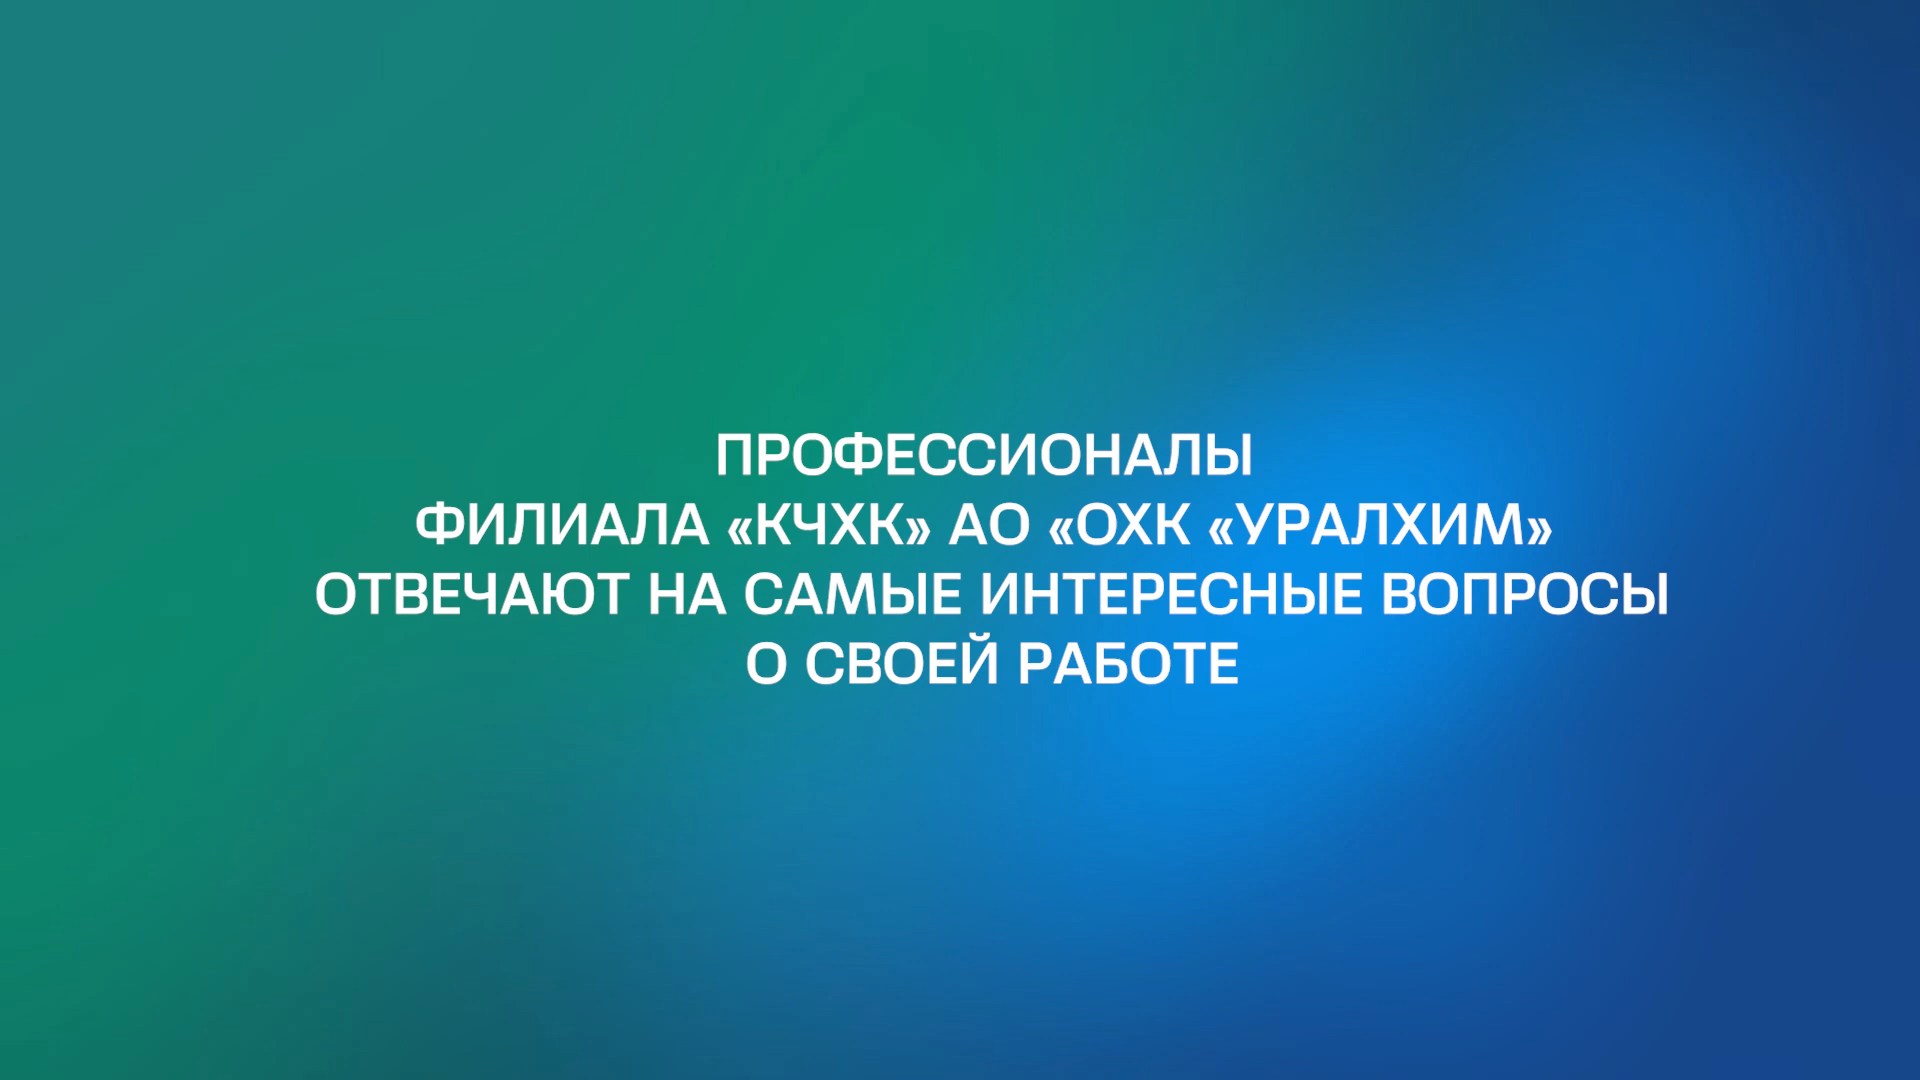 ПРОФЕССИОНАЛЫ
ФИЛИАЛА «КЧХК» АО «ОХК «УРАЛХИМ»
ОТВЕЧАЮТ НА САМЫЕ ИНТЕРЕСНЫЕ ВОПРОСЫ
О СВОЕЙ РАБОТЕ